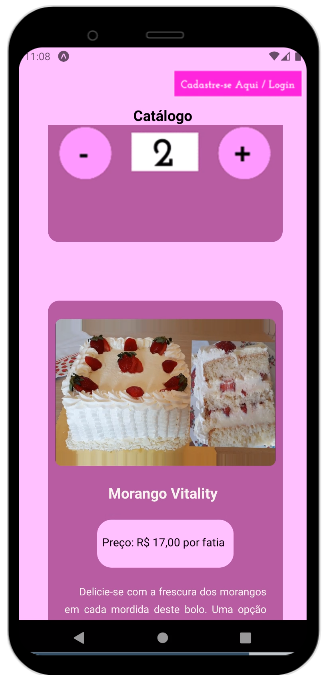 11:08
Cadastre-se Aqui / Login
Catálogo
- 2 +
Morango Vitality
Preço: R$ 17,00 por fatia
Delicie-se com a frescura dos morangos
em cada mordida deste bolo. Uma opção